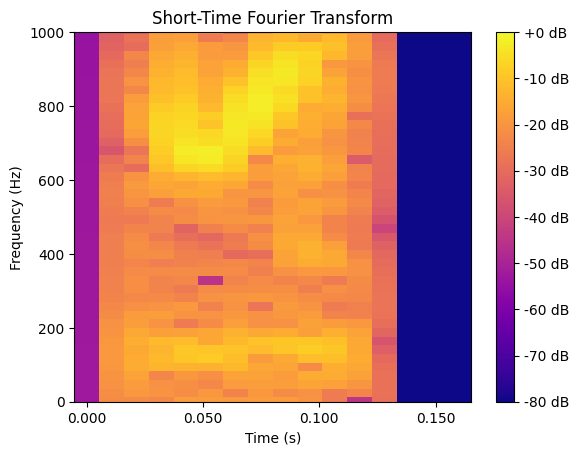 Short-Time Fourier Transform
1000
800
600
400
200
0
Frequency (Hz)
0.000
0.050
0.100
0.150
Time (s)
+0 dB
-10 dB
-20 dB
-30 dB
-40 dB
-50 dB
-60 dB
-70 dB
-80 dB